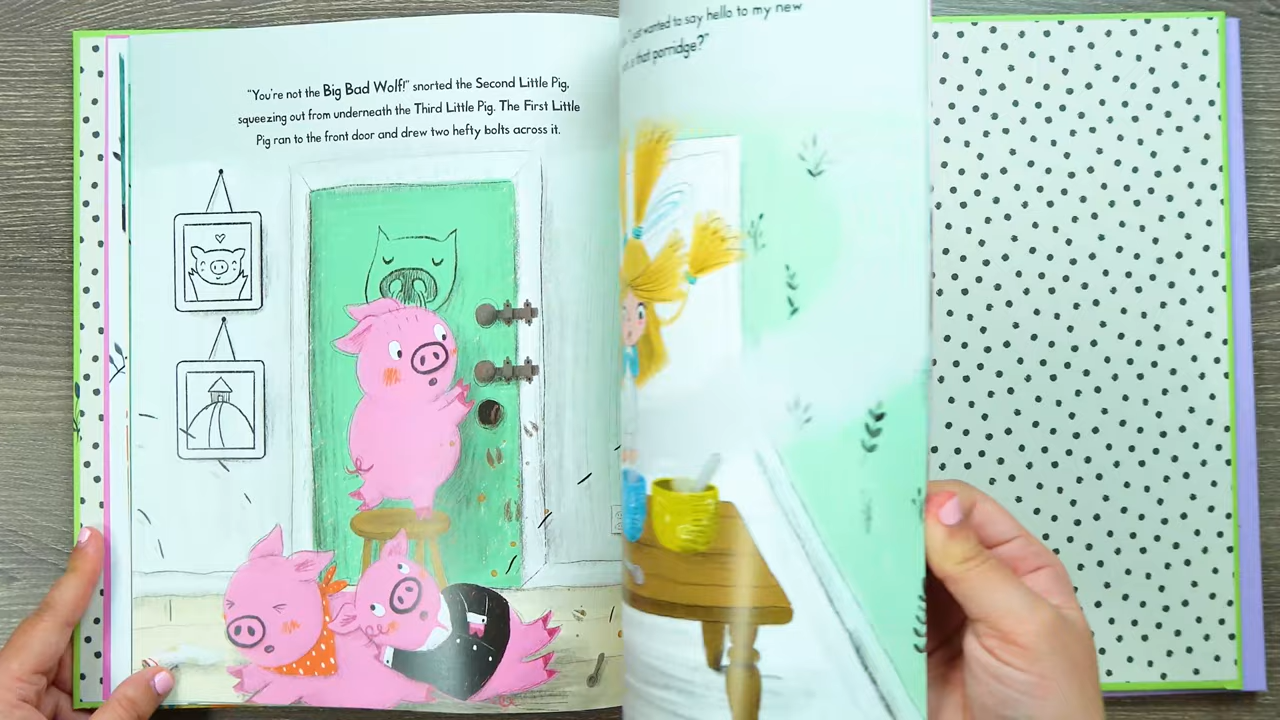 "You're not the Big Bad Wolf!" snorted the Second Little Pig,
squeezing out from underneath the Third Little Pig. The First Little
Pig ran to the front door and drew two hefty bolts across it.
just wanted to say hello to my new
is that porridge?"